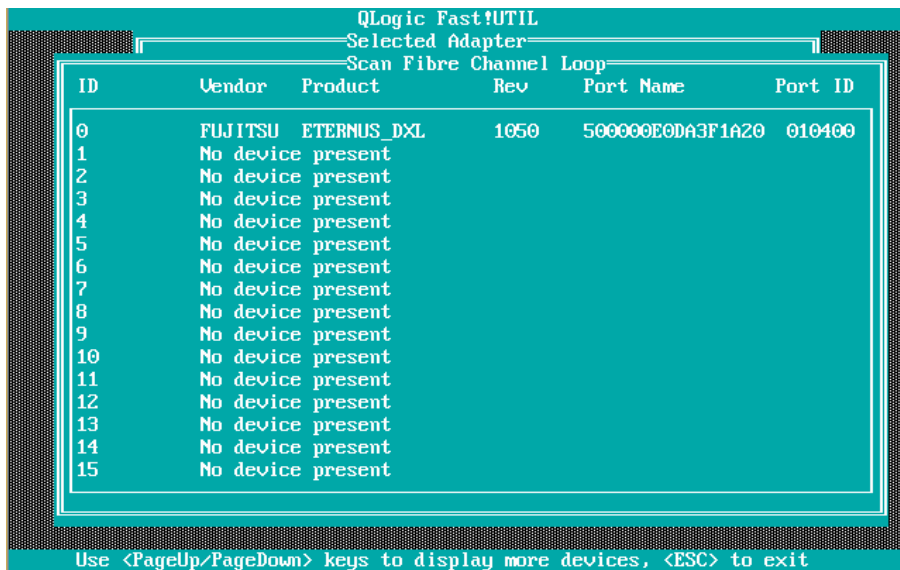 QLogic Fast!UTIL
Selected Adapter
Scan Fibre Channel Loop
ID Vendor Product Rev Port Name Port ID
0 FUJITSU ETERNUS_DXL 1050 500000E0DA3F1A20 010400
1 No device present
2 No device present
3 No device present
4 No device present
5 No device present
6 No device present
7 No device present
8 No device present
9 No device present
10 No device present
11 No device present
12 No device present
13 No device present
14 No device present
15 No device present
Use <PageUp/PageDown> keys to display more devices, <ESC> to exit